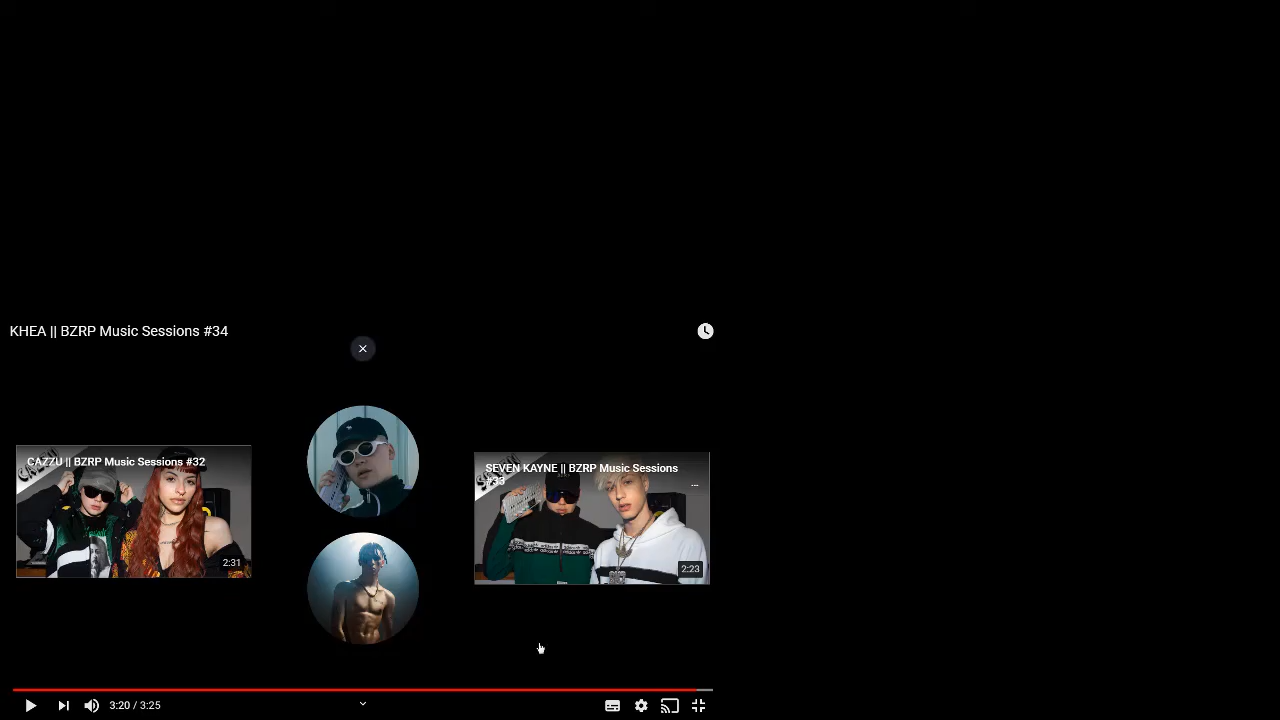 KHEA || BZRP Music Sessions #34
CAZZU || BZRP Music Sessions #32
2:31
SEVEN KAYNE || BZRP Music Sessions
#33
...
2:23
3:20 / 3:25